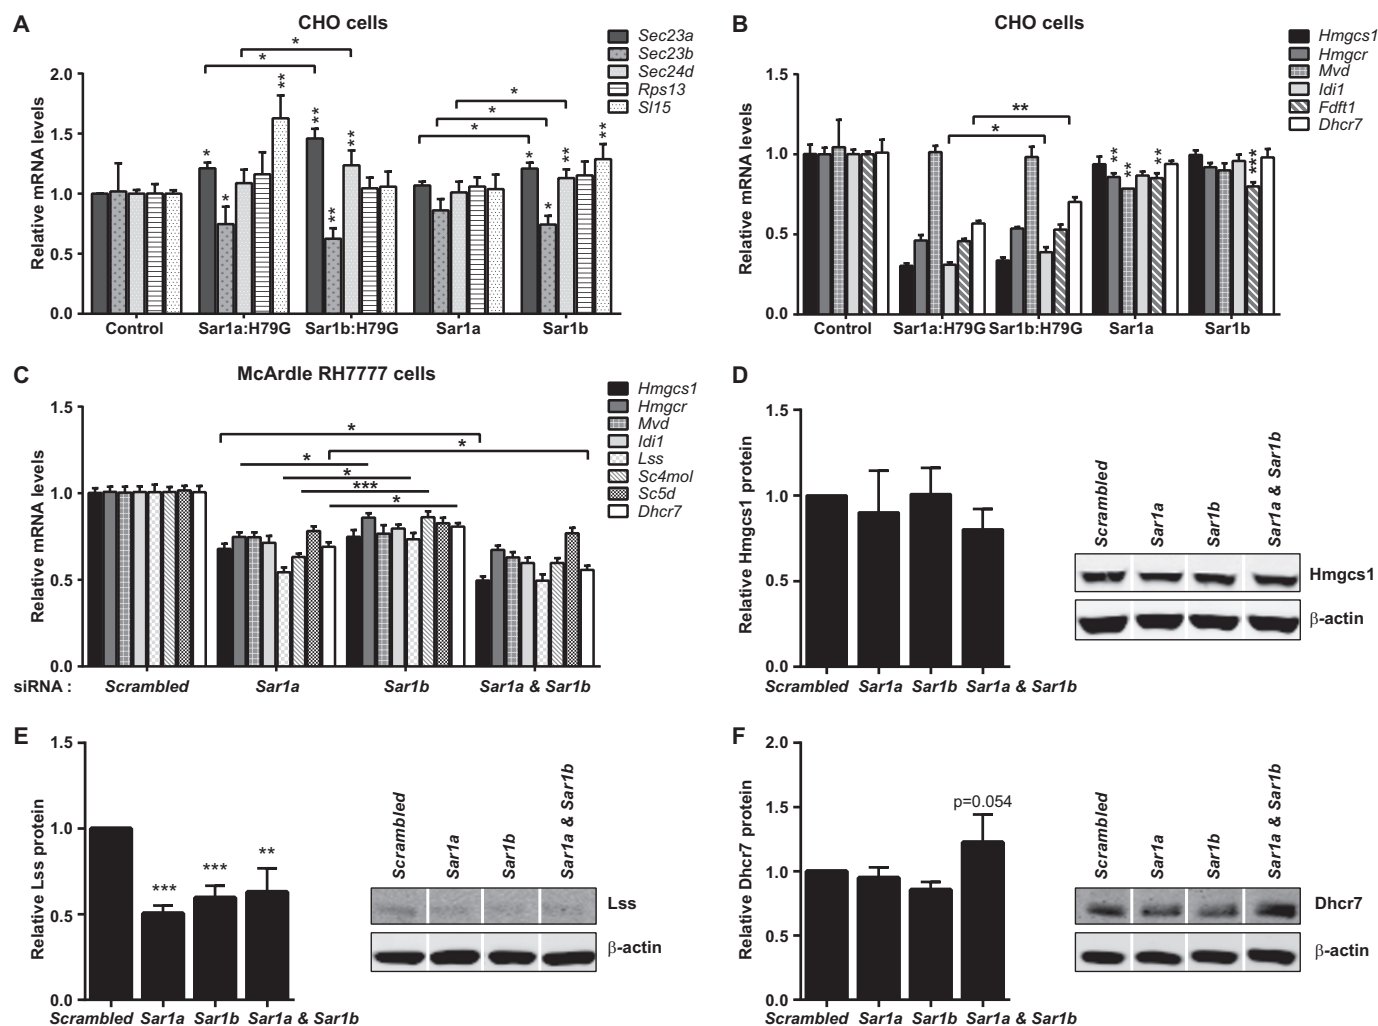 A
CHO cells
Relative mRNA levels
2.0
1.5
1.0
0.5
0.0
* *
* * ** ** ** ** * *
* * *
* * ** **
Control Sar1a:H79G Sar1b:H79G Sar1a Sar1b
Sec23a
Sec23b
Sec24d
Rps13
Sl15
B
CHO cells
Relative mRNA levels
1.5
1.0
0.5
0.0
** *
** ** ** ***
Control Sar1a:H79G Sar1b:H79G Sar1a Sar1b
Hmgcs1
Hmgcr
Mvd
Idi1
Fdft1
Dhcr7
C
McArdle RH7777 cells
Relative mRNA levels
1.5
1.0
0.5
0.0
*
*
*
*
***
*
siRNA : Scrambled Sar1a Sar1b Sar1a & Sar1b
Hmgcs1
Hmgcr
Mvd
Idi1
Lss
Sc4mol
Sc5d
Dhcr7
D
Relative Hmgcs1 protein
1.5
1.0
0.5
0.0
Scrambled Sar1a Sar1b Sar1a & Sar1b
Scrambled
Sar1a
Sar1b
Sar1a & Sar1b
Hmgcs1
β-actin
E
Relative Lss protein
1.5
1.0
0.5
0.0
*** *** **
Scrambled Sar1a Sar1b Sar1a & Sar1b
Scrambled
Sar1a
Sar1b
Sar1a & Sar1b
Lss
β-actin
F
Relative Dhcr7 protein
2.0
1.5
1.0
0.5
0.0
p=0.054
Scrambled Sar1a Sar1b Sar1a & Sar1b
Scrambled
Sar1a
Sar1b
Sar1a & Sar1b
Dhcr7
β-actin